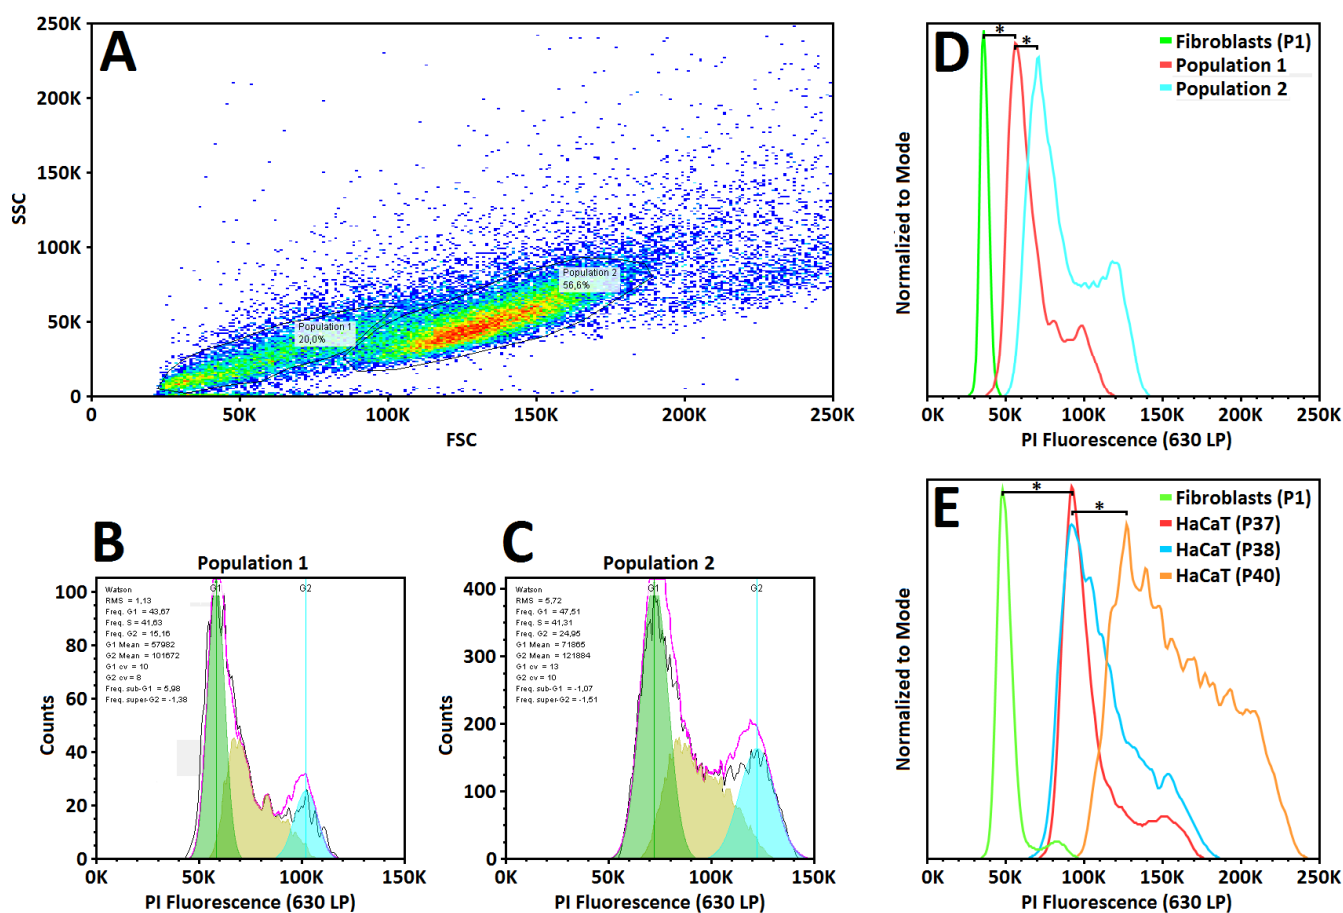 A
250K
200K
150K
100K
50K
0
SSC
Population 1
20,0%
Population 2
56,6%
0
50K
100K
150K
200K
250K
FSC
B
Population 1
100
80
60
40
20
0
Counts
G1
G2
Watson
RMS = 1,13
Freq. G1 = 43,67
Freq. S = 41,63
Freq. G2 = 15,16
G1 Mean = 57982
G2 Mean = 101672
G1 cv = 10
G2 cv = 8
Freq. sub-G1 = 5,98
Freq. super-G2 = -1,38
0K
50K
100K
150K
PI Fluorescence (630 LP)
C
Population 2
400
300
200
100
0
Counts
G1
G2
Watson
RMS = 5,72
Freq. G1 = 47,51
Freq. S = 41,31
Freq. G2 = 24,95
G1 Mean = 71865
G2 Mean = 121884
G1 cv = 13
G2 cv = 10
Freq. sub-G1 = -1,07
Freq. super-G2 = -1,51
0K
50K
100K
150K
PI Fluorescence (630 LP)
D
*
*
Fibroblasts (P1)
Population 1
Population 2
Normalized to Mode
0K
50K
100K
150K
200K
250K
PI Fluorescence (630 LP)
E
*
*
Fibroblasts (P1)
HaCaT (P37)
HaCaT (P38)
HaCaT (P40)
Normalized to Mode
0K
50K
100K
150K
200K
250K
PI Fluorescence (630 LP)